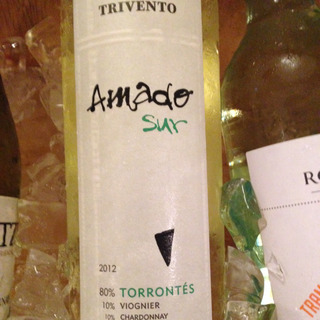 TRIVENTO
Amado
sur
2012
80% TORRONTÉS
10% VIOGNIER
10% CHARDONNAY